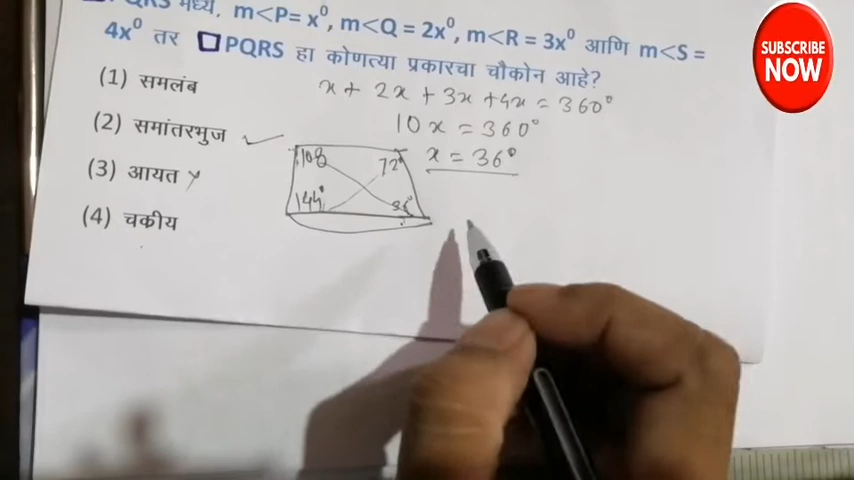 PQRS मध्ये, m<P= x⁰, m<Q = 2x⁰, m<R = 3x⁰ आणि m<S =
4x⁰ तर □PQRS हा कोणत्या प्रकारचा चौकोन आहे?
(1) समलंब
(2) समांतरभुज
(3) आयत
(4) चकीय
x + 2x + 3x + 4x = 360°
10x = 360°
x = 36°
108
72°
144°
36°
SUBSCRIBE
NOW